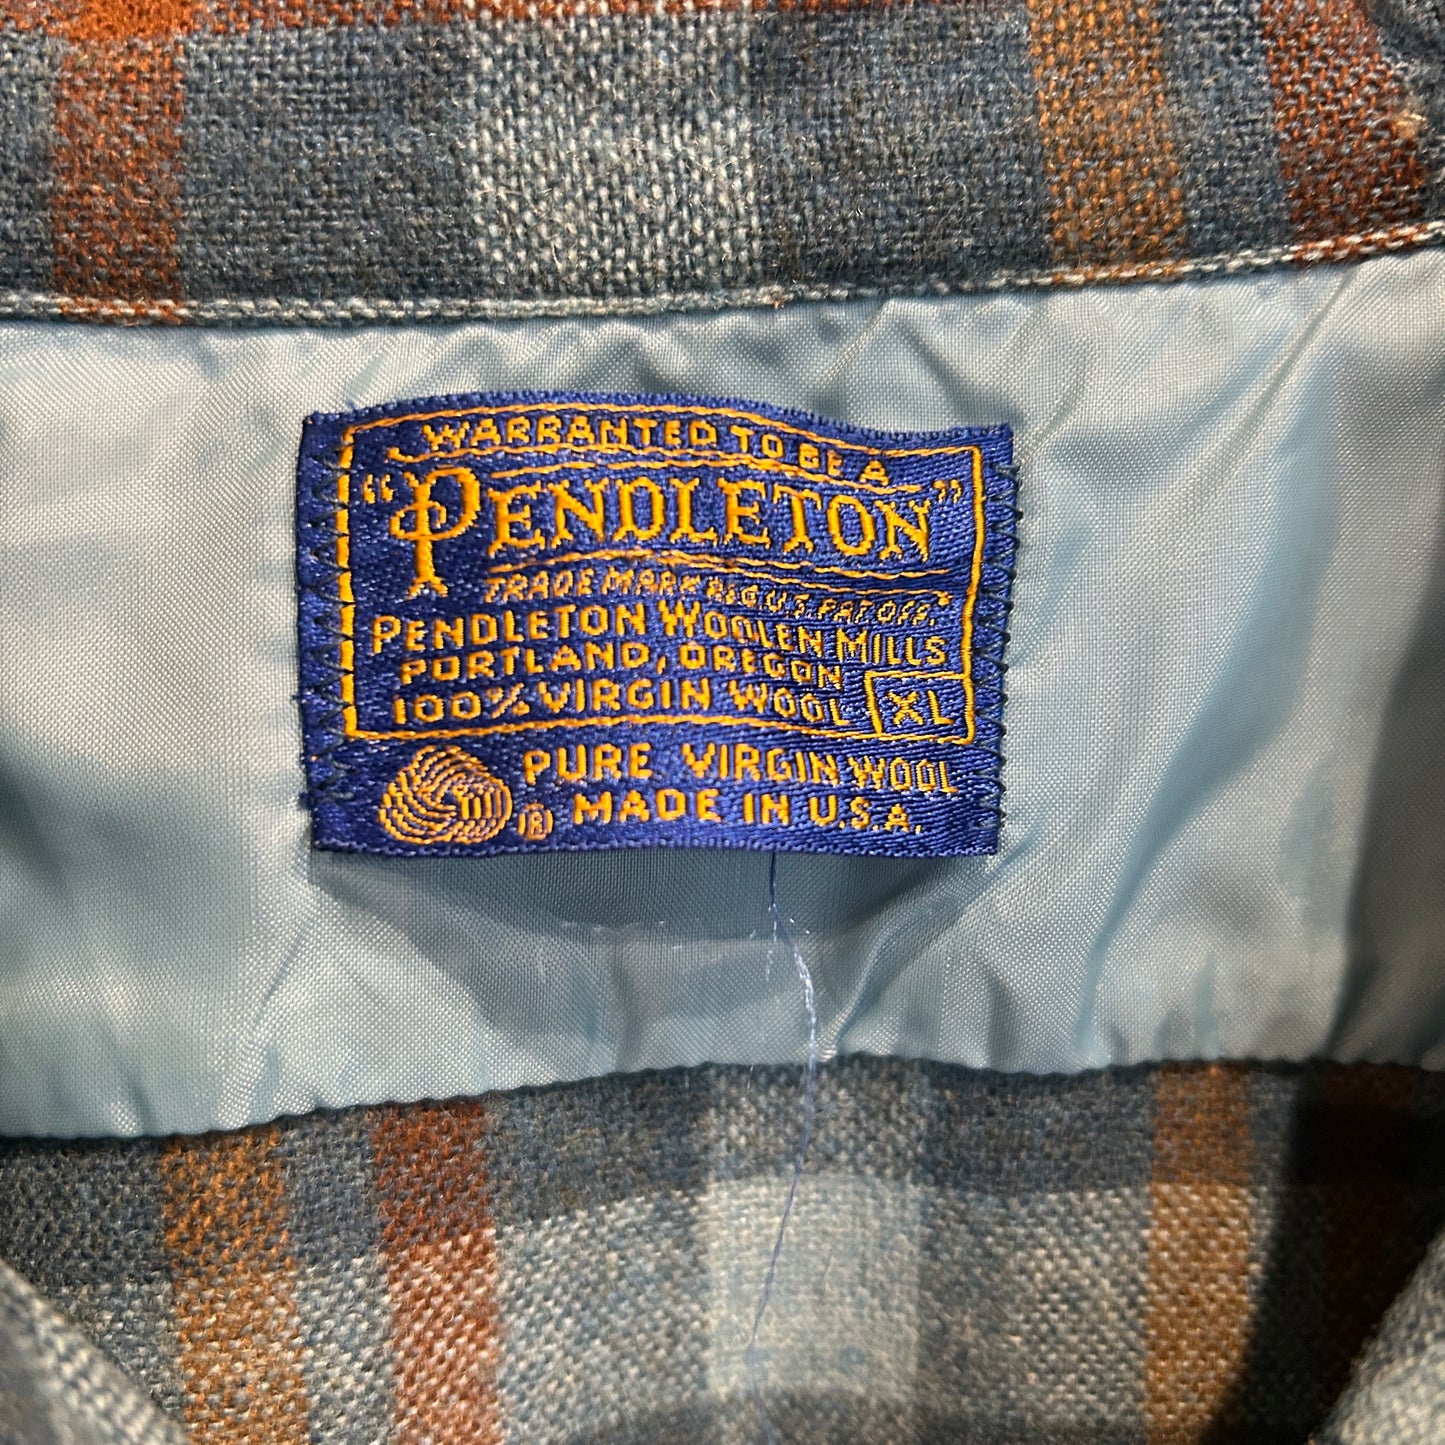 WARRANTED TO BE A
"PENDLETON"
TRADE MARK REG. U.S. PAT. OFF.
PENDLETON WOOLEN MILLS
PORTLAND, OREGON
100% VIRGIN WOOL XL
PURE VIRGIN WOOL
® MADE IN U.S.A.